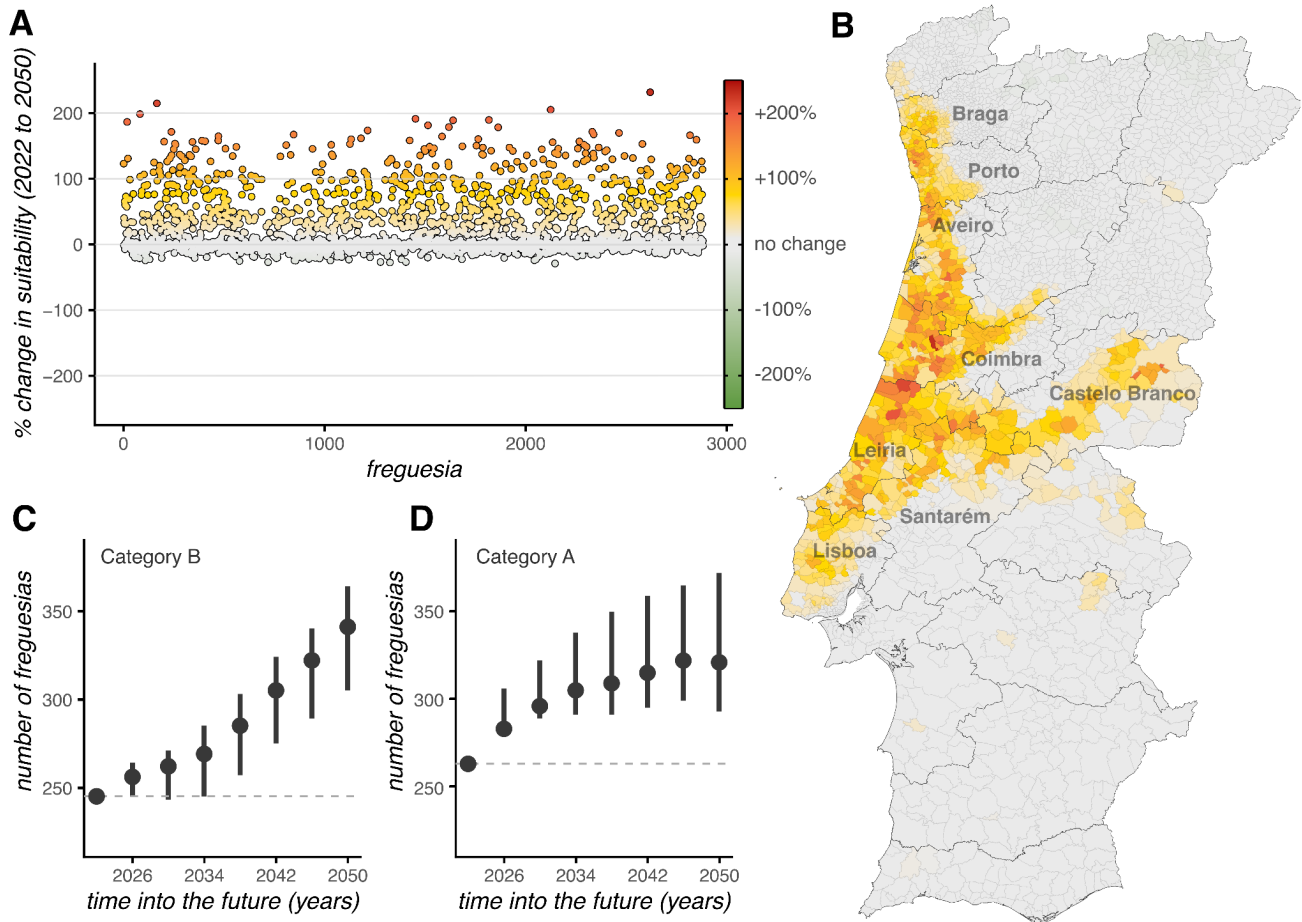 A
% change in suitability (2022 to 2050)
200
100
0
−100
−200
0
1000
2000
3000
freguesia
+200%
+100%
no change
-100%
-200%
B
Braga
Porto
Aveiro
Coimbra
Castelo Branco
Leiria
Santarém
Lisboa
C
Category B
number of freguesias
350
300
250
2026
2034
2042
2050
time into the future (years)
D
Category A
number of freguesias
350
300
250
2026
2034
2042
2050
time into the future (years)